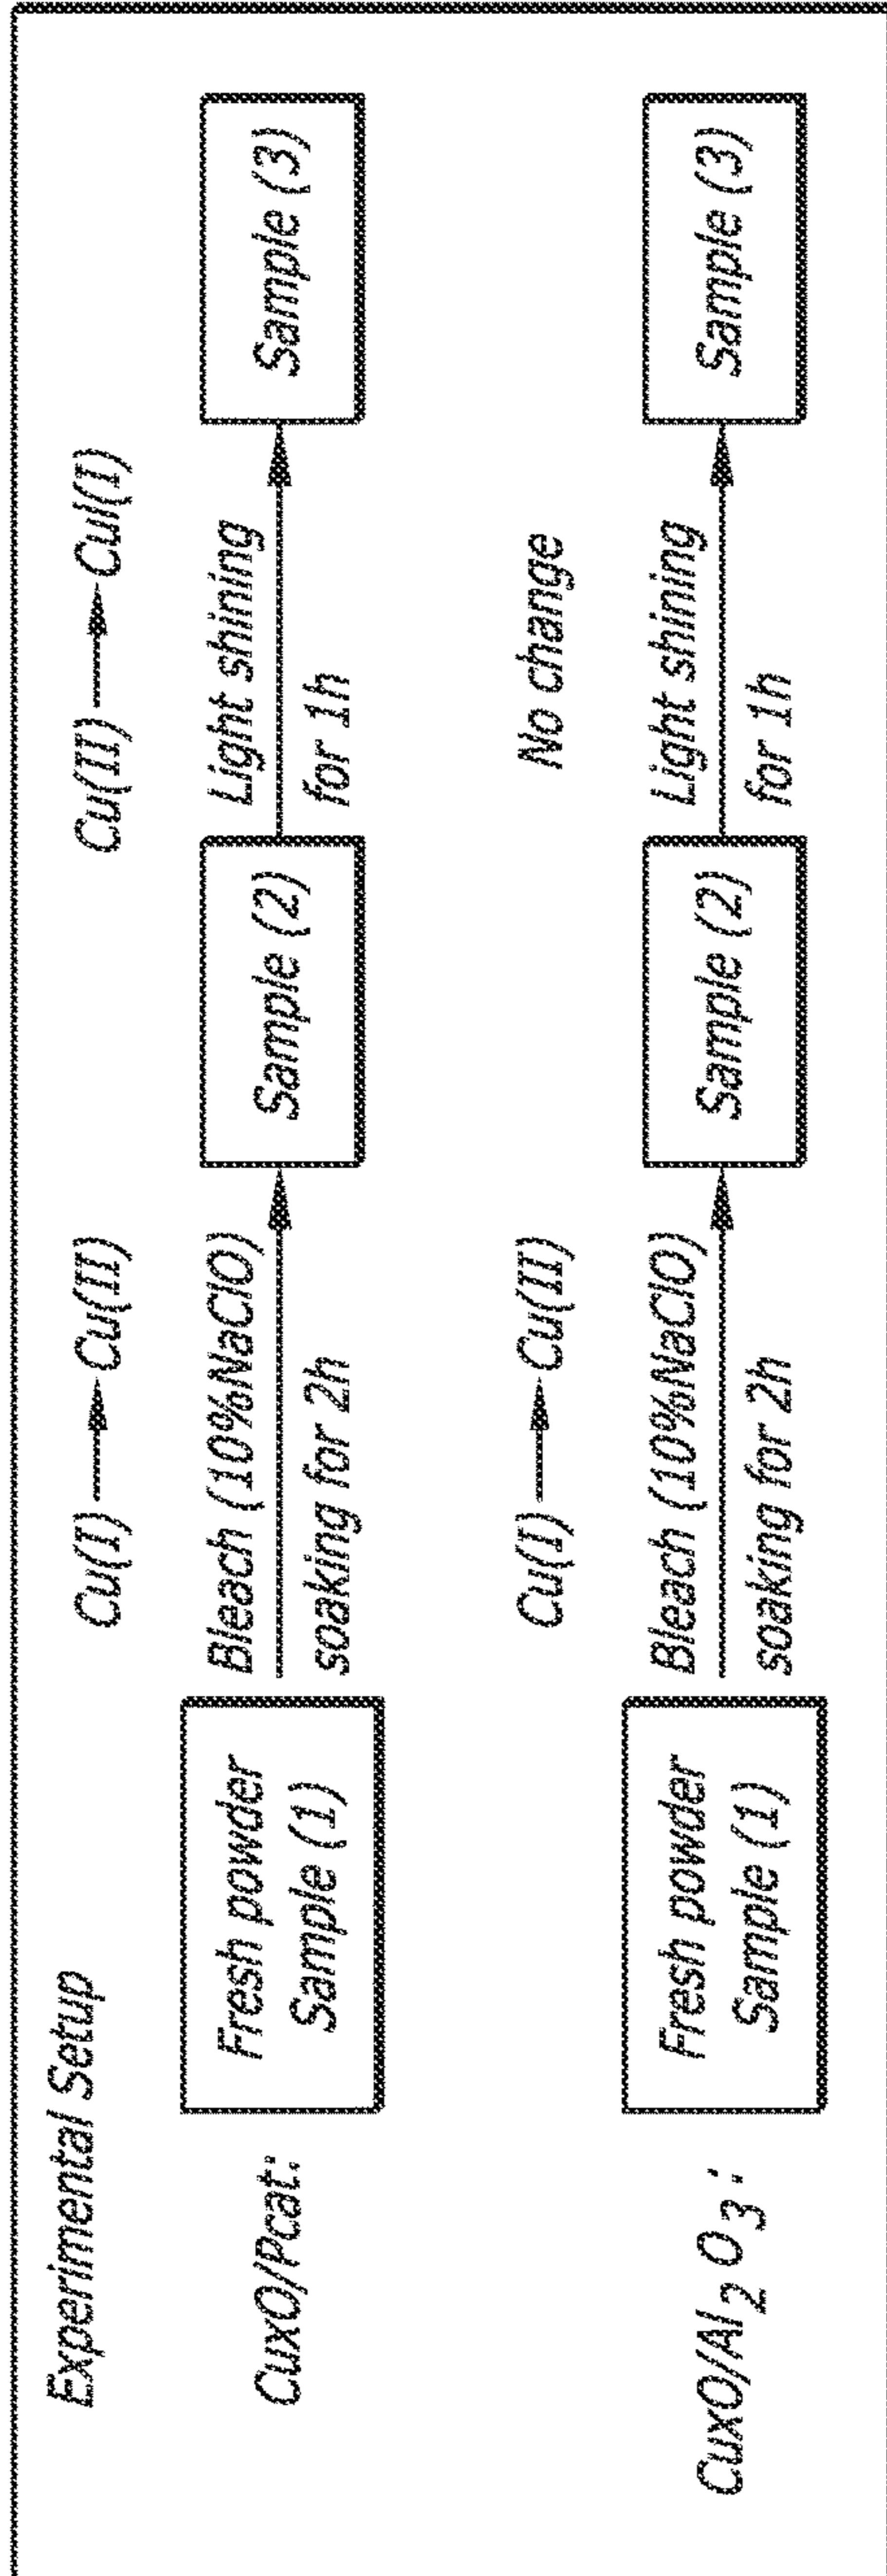 Experimental Setup
Cu(I) → Cu(II)
Cu(II) → CuI(I)
CuxO/Pcat:
Fresh powder
Sample (1)
Bleach (10%NaClO)
soaking for 2h
Sample (2)
Light shining
for 1h
Sample (3)
Cu(I) → Cu(II)
No change
CuxO/Al2O3:
Fresh powder
Sample (1)
Bleach (10%NaClO)
soaking for 2h
Sample (2)
Light shining
for 1h
Sample (3)